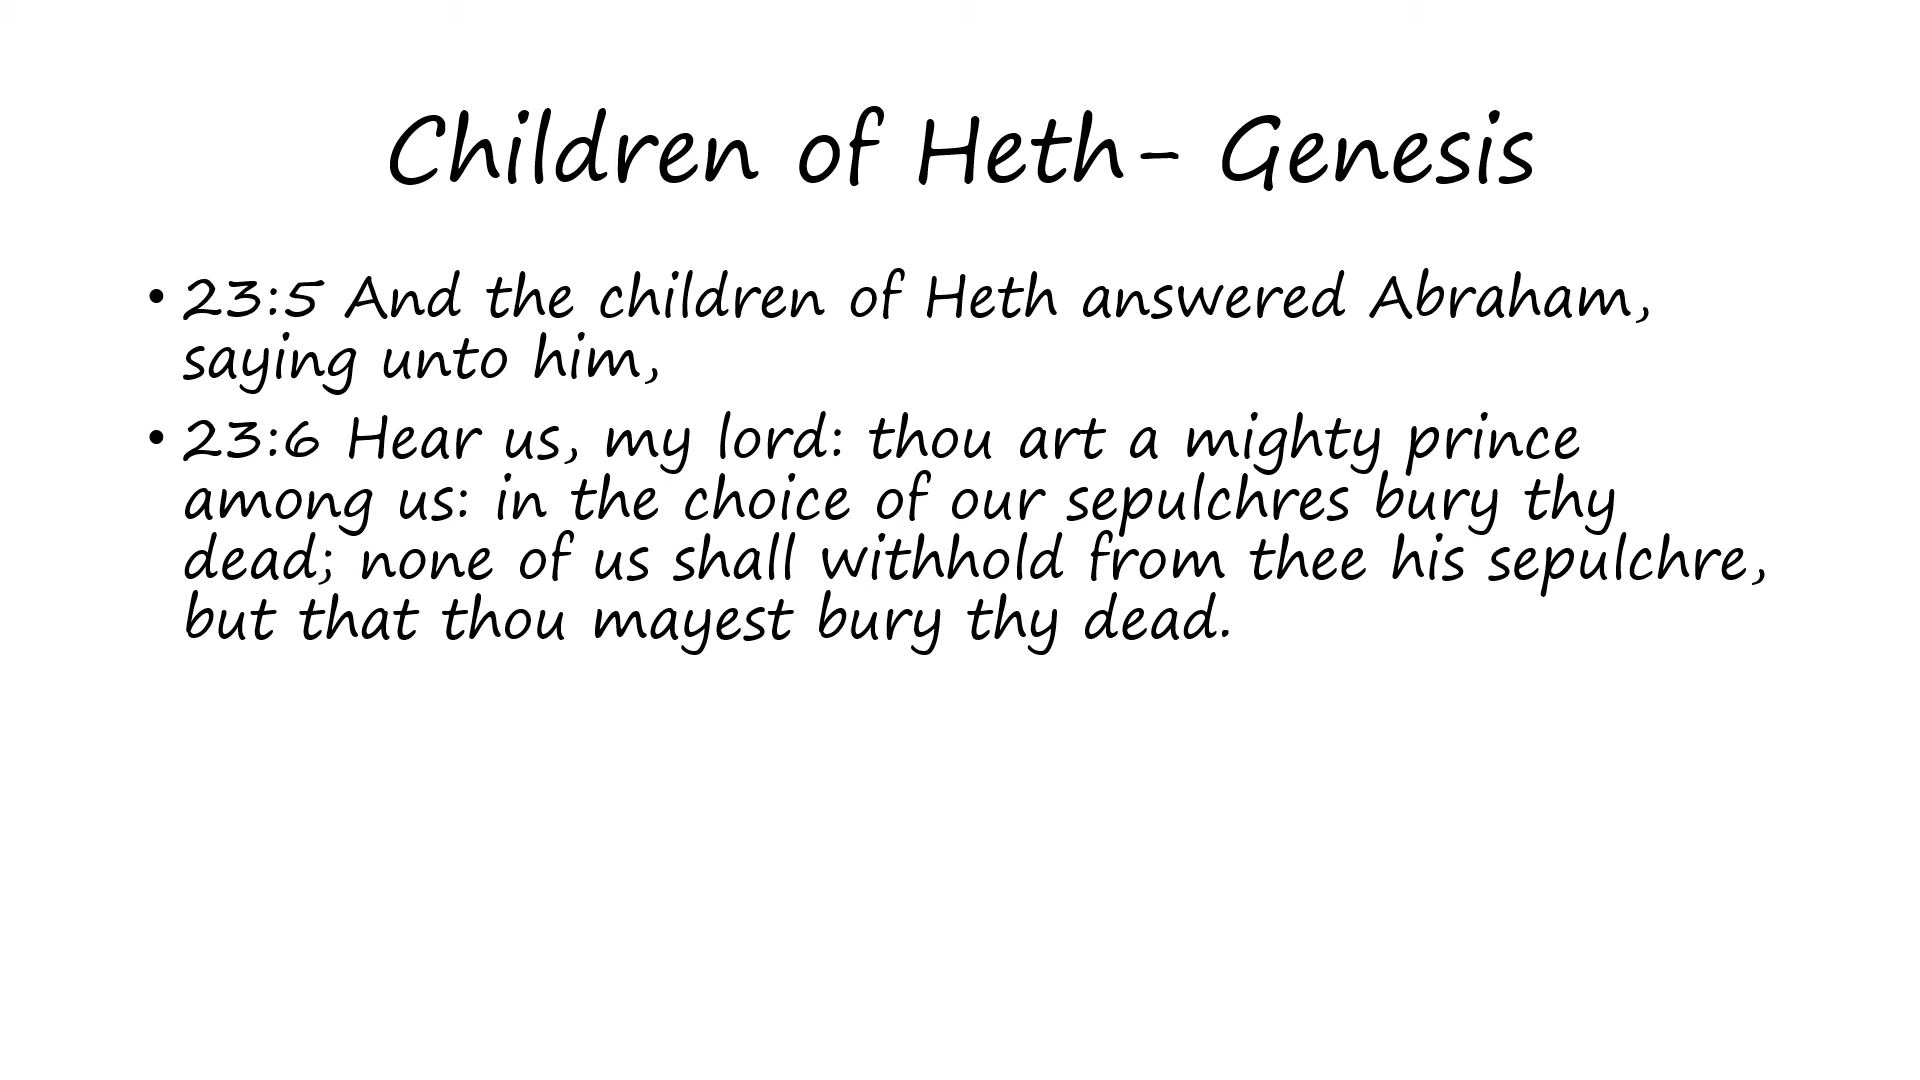 Children of Heth- Genesis
• 23:5 And the children of Heth answered Abraham,
saying unto him,
• 23:6 Hear us, my lord: thou art a mighty prince
among us: in the choice of our sepulchres bury thy
dead; none of us shall withhold from thee his sepulchre,
but that thou mayest bury thy dead.